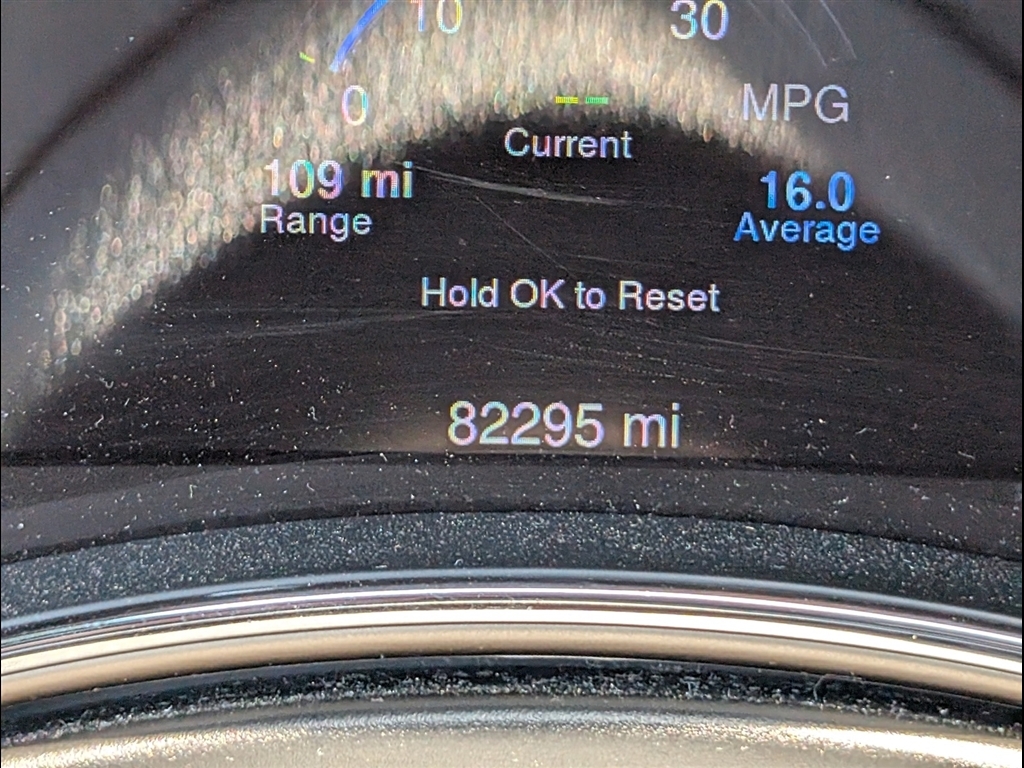 10 30
0 MPG
Current
109 mi 16.0
Range Average
Hold OK to Reset
82295 mi